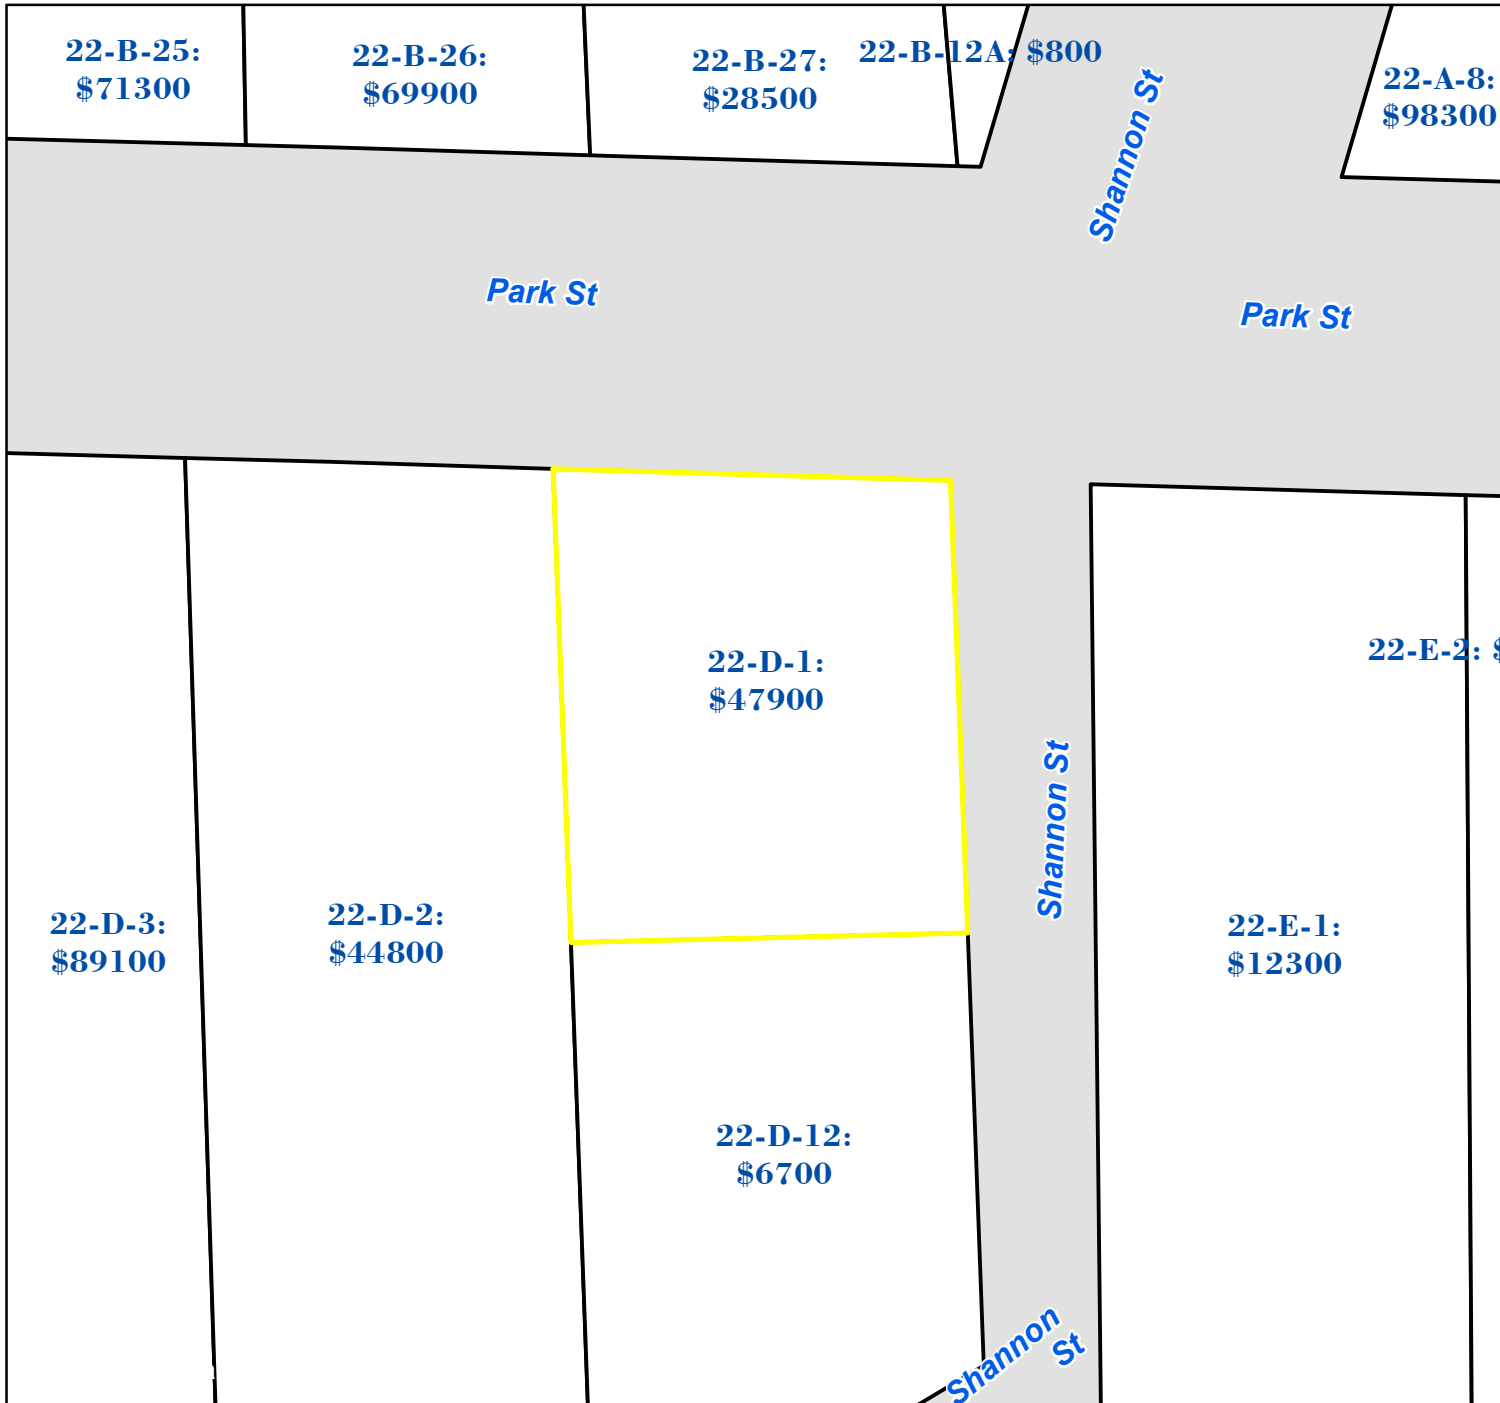 22-B-25:
$71300
22-B-26:
$69900
22-B-27:
$28500
22-B-12A: $800
22-A-8:
$98300
Shannon St
Park St
Park St
22-D-1:
$47900
22-E-2: $
Shannon St
22-D-3:
$89100
22-D-2:
$44800
22-E-1:
$12300
22-D-12:
$6700
Shannon
St